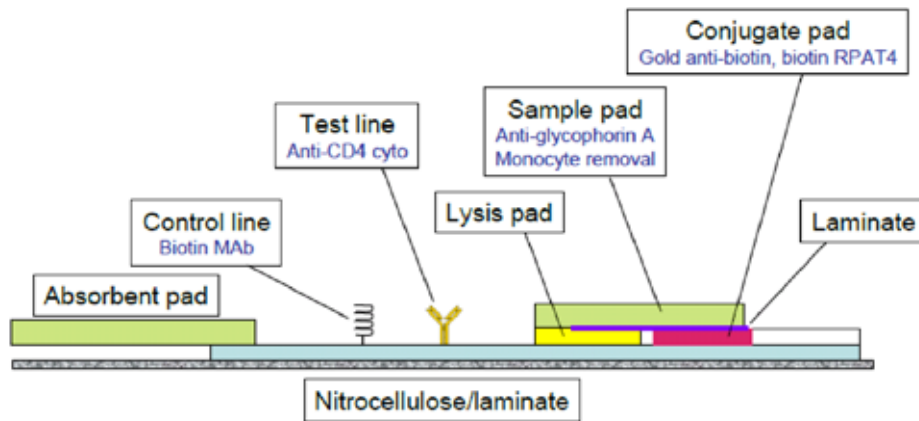 Conjugate pad
Gold anti-biotin, biotin RPAT4
Test line
Anti-CD4 cyto
Sample pad
Anti-glycophorin A
Monocyte removal
Control line
Biotin MAb
Lysis pad
Laminate
Absorbent pad
Nitrocellulose/laminate